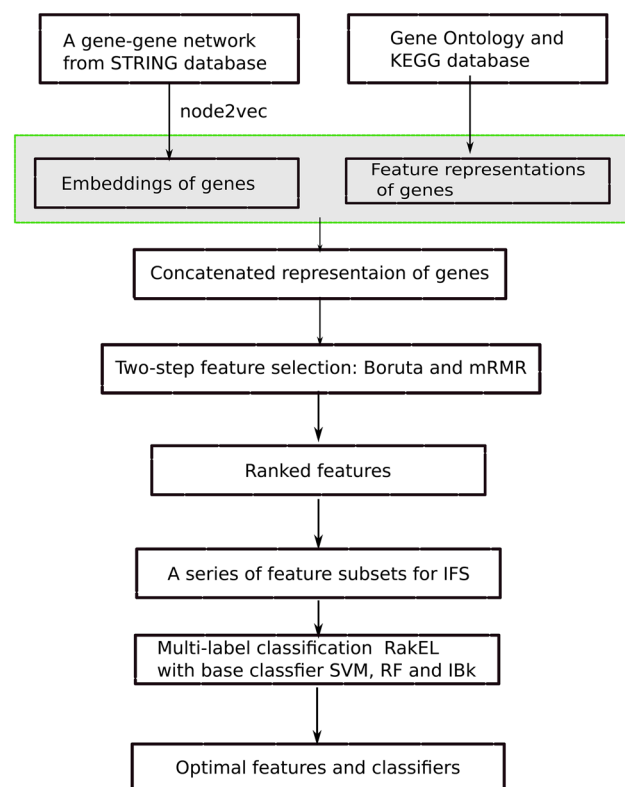 A gene-gene network
from STRING database
Gene Ontology and
KEGG database
node2vec
Embeddings of genes
Feature representations
of genes
Concatenated representaion of genes
Two-step feature selection: Boruta and mRMR
Ranked features
A series of feature subsets for IFS
Multi-label classification RakEL
with base classfier SVM, RF and IBk
Optimal features and classifiers